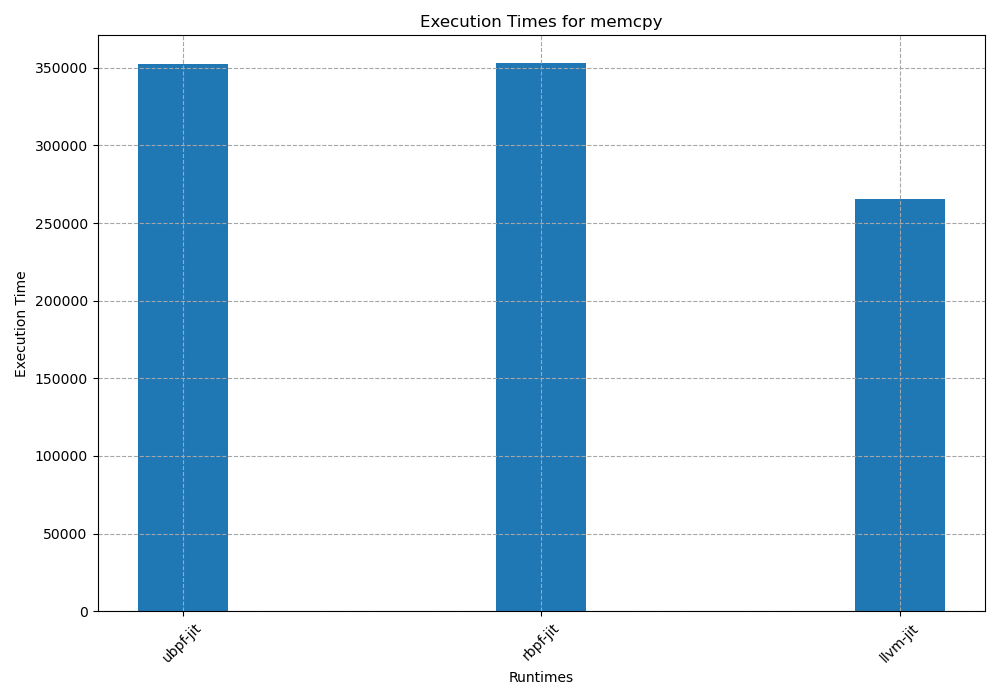 Execution Times for memcpy
Execution Time
350000
300000
250000
200000
150000
100000
50000
0
ubpf-jit
rbpf-jit
llvm-jit
Runtimes